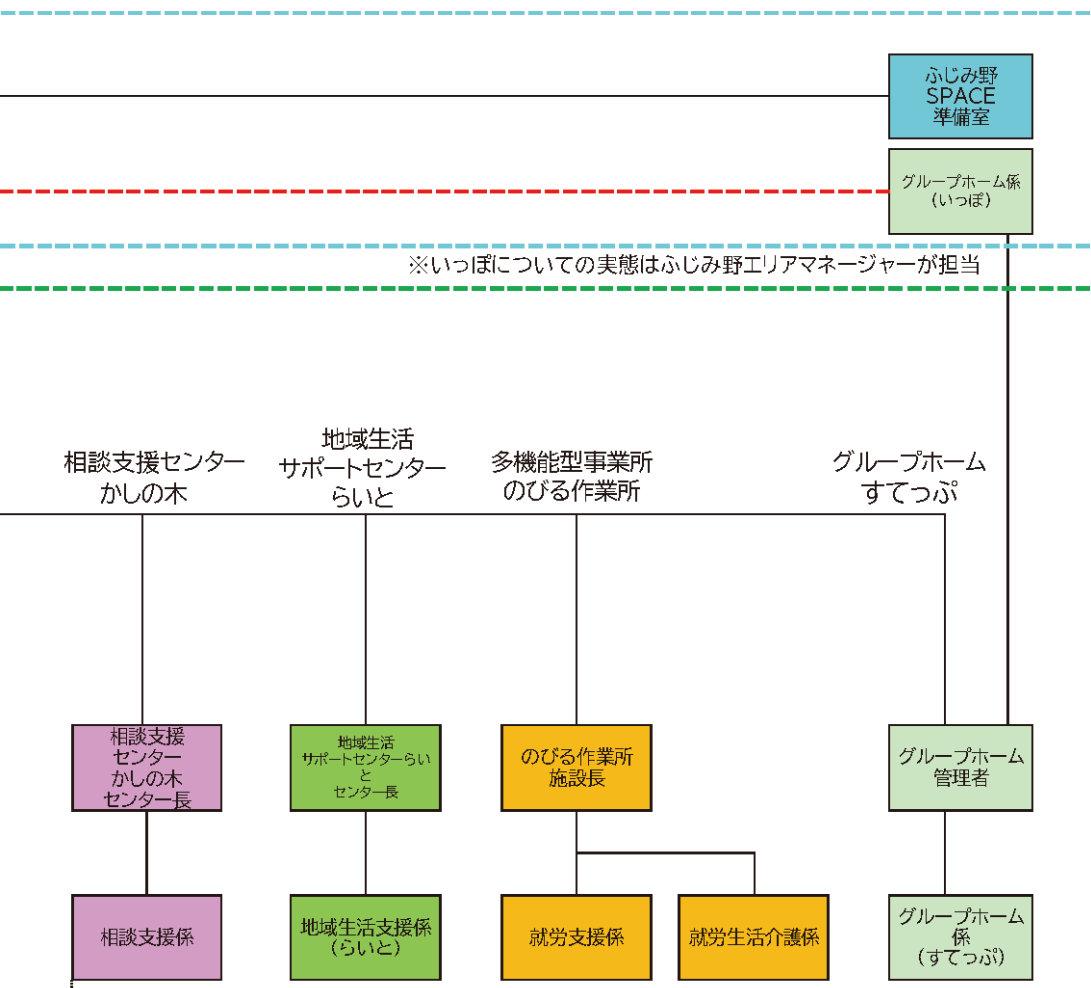 ふじみ野
SPACE
準備室
グループホーム係
(いっぽ)
※いっぽについての実態はふじみ野エリアマネージャーが担当
相談支援センター
かしの木
地域生活
サポートセンター
らいと
多機能型事業所
のびる作業所
グループホーム
すてっぷ
相談支援
センター
かしの木
センター長
地域生活
サポートセンターらい
と
センター長
のびる作業所
施設長
グループホーム
管理者
相談支援係
地域生活支援係
(らいと)
就労支援係
就労生活介護係
グループホーム
係
(すてっぷ)